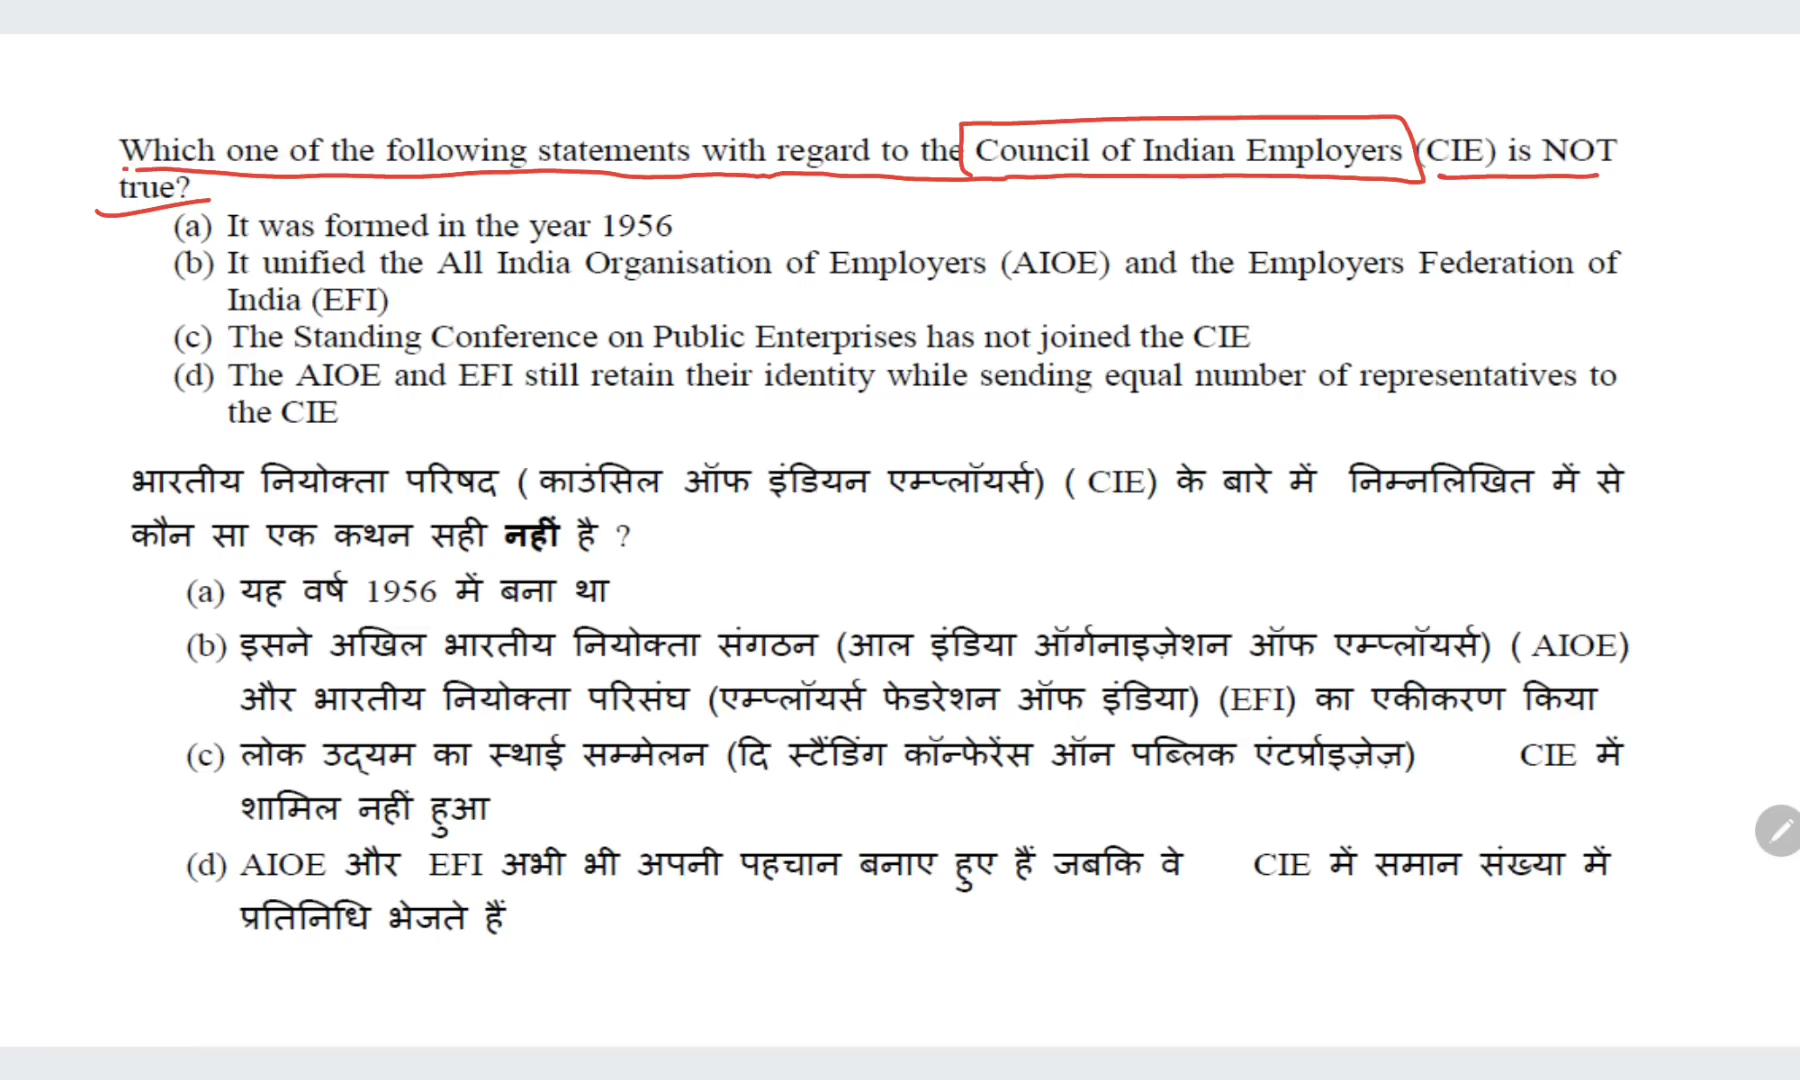 Which one of the following statements with regard to the Council of Indian Employers (CIE) is NOT
true?
(a) It was formed in the year 1956
(b) It unified the All India Organisation of Employers (AIOE) and the Employers Federation of
India (EFI)
(c) The Standing Conference on Public Enterprises has not joined the CIE
(d) The AIOE and EFI still retain their identity while sending equal number of representatives to
the CIE
भारतीय नियोक्ता परिषद ( काउंसिल ऑफ इंडियन एम्प्लॉयर्स) ( CIE) के बारे में निम्नलिखित में से
कौन सा एक कथन सही नहीं है ?
(a) यह वर्ष 1956 में बना था
(b) इसने अखिल भारतीय नियोक्ता संगठन (आल इंडिया ऑर्गनाइज़ेशन ऑफ एम्प्लॉयर्स) ( AIOE)
और भारतीय नियोक्ता परिसंघ (एम्प्लॉयर्स फेडरेशन ऑफ इंडिया) (EFI) का एकीकरण किया
(c) लोक उद्यम का स्थाई सम्मेलन (दि स्टैंडिंग कॉन्फेरेंस ऑन पब्लिक एंटर्प्राइज़ेज़) CIE में
शामिल नहीं हुआ
(d) AIOE और EFI अभी भी अपनी पहचान बनाए हुए हैं जबकि वे CIE में समान संख्या में
प्रतिनिधि भेजते हैं